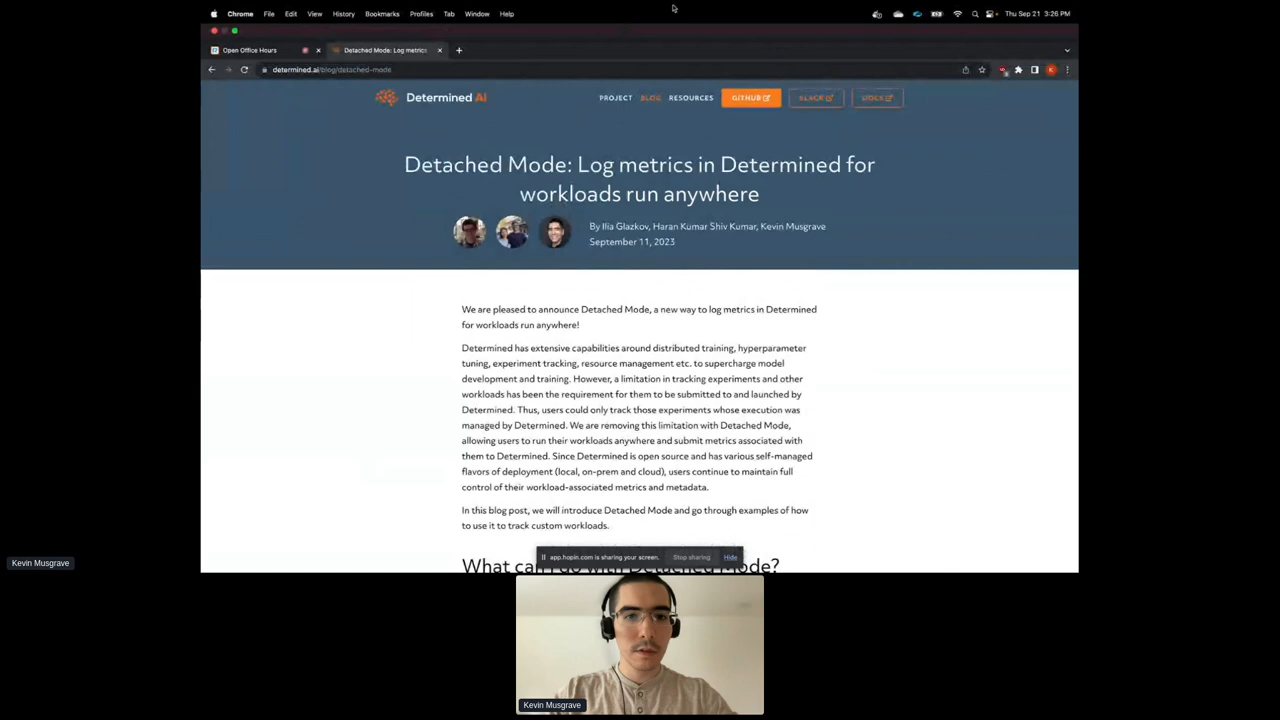 Chrome File Edit View History Bookmarks Profiles Tab Window Help Thu Sep 21 3:26 PM
Open Office Hours
Detached Mode: Log metrics
determined.ai/blog/detached-mode
Determined AI
PROJECT BLOG RESOURCES GITHUB SLACK DOCS
Detached Mode: Log metrics in Determined for
workloads run anywhere
By Ilia Glazkov, Haran Kumar Shiv Kumar, Kevin Musgrave
September 11, 2023
We are pleased to announce Detached Mode, a new way to log metrics in Determined
for workloads run anywhere!
Determined has extensive capabilities around distributed training, hyperparameter
tuning, experiment tracking, resource management etc. to supercharge model
development and training. However, a limitation in tracking experiments and other
workloads has been the requirement for them to be submitted to and launched by
Determined. Thus, users could only track those experiments whose execution was
managed by Determined. We are removing this limitation with Detached Mode,
allowing users to run their workloads anywhere and submit metrics associated with
them to Determined. Since Determined is open source and has various self-managed
flavors of deployment (local, on-prem and cloud), users continue to maintain full
control of their workload-associated metrics and metadata.
In this blog post, we will introduce Detached Mode and go through examples of how
to use it to track custom workloads.
app.hopin.com is sharing your screen. Stop sharing Hide
What can I do with Detached Mode?
Kevin Musgrave
Kevin Musgrave